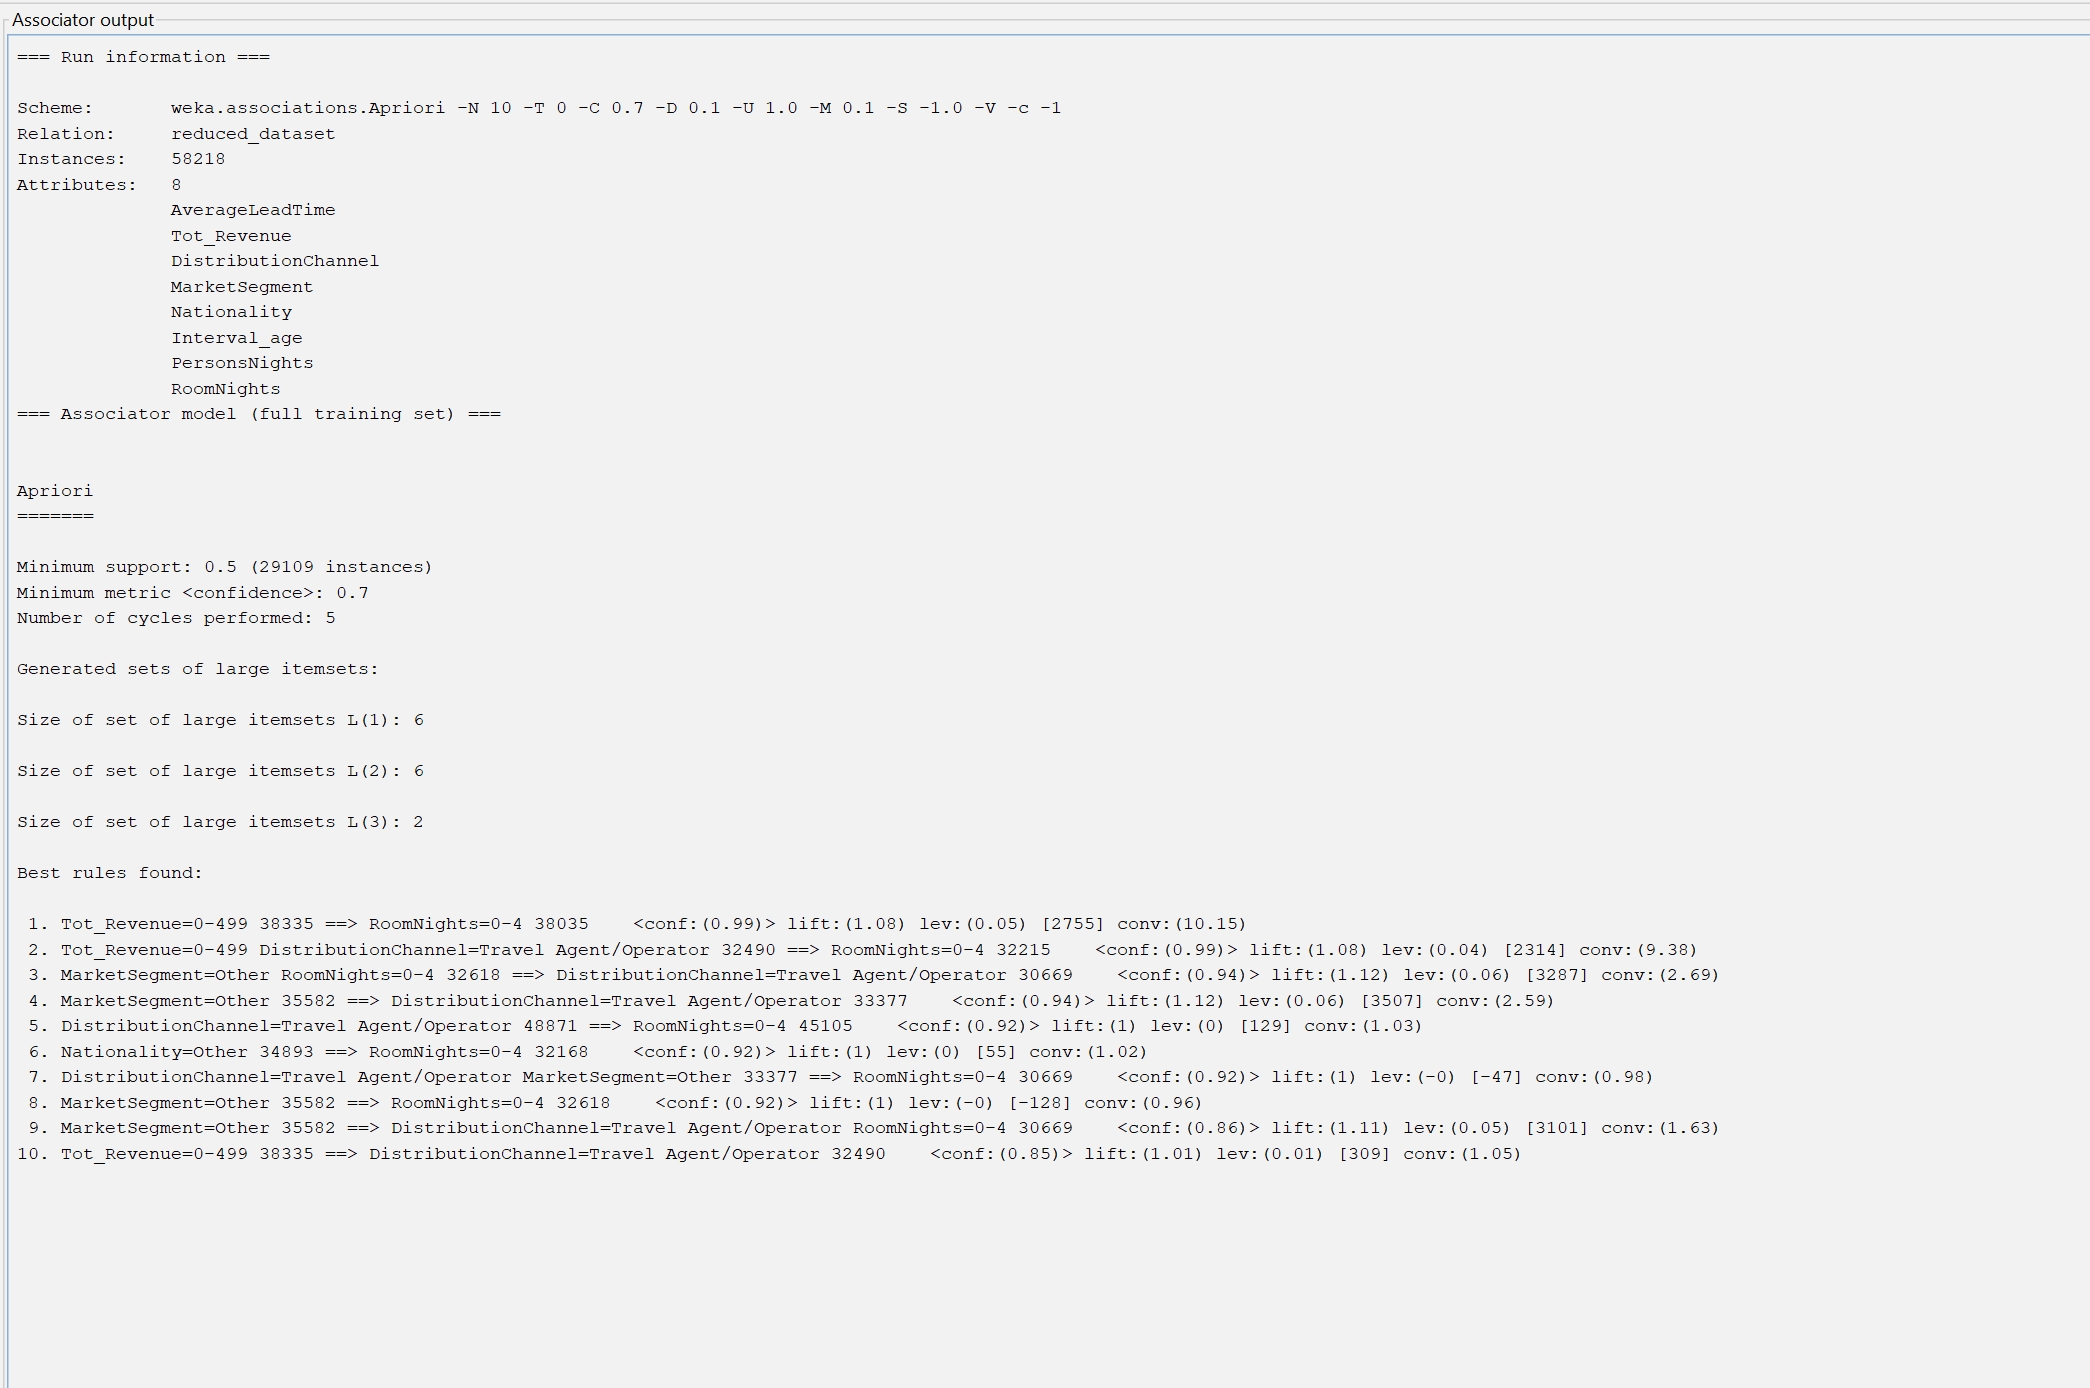 Associator output
=== Run information ===
Scheme: weka.associations.Apriori -N 10 -T 0 -C 0.7 -D 0.1 -U 1.0 -M 0.1 -S -1.0 -V -c -1
Relation: reduced_dataset
Instances: 58218
Attributes: 8
AverageLeadTime
Tot_Revenue
DistributionChannel
MarketSegment
Nationality
Interval_age
PersonsNights
RoomNights
=== Associator model (full training set) ===
Apriori
=======
Minimum support: 0.5 (29109 instances)
Minimum metric <confidence>: 0.7
Number of cycles performed: 5
Generated sets of large itemsets:
Size of set of large itemsets L(1): 6
Size of set of large itemsets L(2): 6
Size of set of large itemsets L(3): 2
Best rules found:
1. Tot_Revenue=0-499 38335 ==> RoomNights=0-4 38035 <conf:(0.99)> lift:(1.08) lev:(0.05) [2755] conv:(10.15)
2. Tot_Revenue=0-499 DistributionChannel=Travel Agent/Operator 32490 ==> RoomNights=0-4 32215 <conf:(0.99)> lift:(1.08) lev:(0.04) [2314] conv:(9.38)
3. MarketSegment=Other RoomNights=0-4 32618 ==> DistributionChannel=Travel Agent/Operator 30669 <conf:(0.94)> lift:(1.12) lev:(0.06) [3287] conv:(2.69)
4. MarketSegment=Other 35582 ==> DistributionChannel=Travel Agent/Operator 33377 <conf:(0.94)> lift:(1.12) lev:(0.06) [3507] conv:(2.59)
5. DistributionChannel=Travel Agent/Operator 48871 ==> RoomNights=0-4 45105 <conf:(0.92)> lift:(1) lev:(0) [129] conv:(1.03)
6. Nationality=Other 34893 ==> RoomNights=0-4 32168 <conf:(0.92)> lift:(1) lev:(0) [55] conv:(1.02)
7. DistributionChannel=Travel Agent/Operator MarketSegment=Other 33377 ==> RoomNights=0-4 30669 <conf:(0.92)> lift:(1) lev:(-0) [-47] conv:(0.98)
8. MarketSegment=Other 35582 ==> RoomNights=0-4 32618 <conf:(0.92)> lift:(1) lev:(-0) [-128] conv:(0.96)
9. MarketSegment=Other 35582 ==> DistributionChannel=Travel Agent/Operator RoomNights=0-4 30669 <conf:(0.86)> lift:(1.11) lev:(0.05) [3101] conv:(1.63)
10. Tot_Revenue=0-499 38335 ==> DistributionChannel=Travel Agent/Operator 32490 <conf:(0.85)> lift:(1.01) lev:(0.01) [309] conv:(1.05)